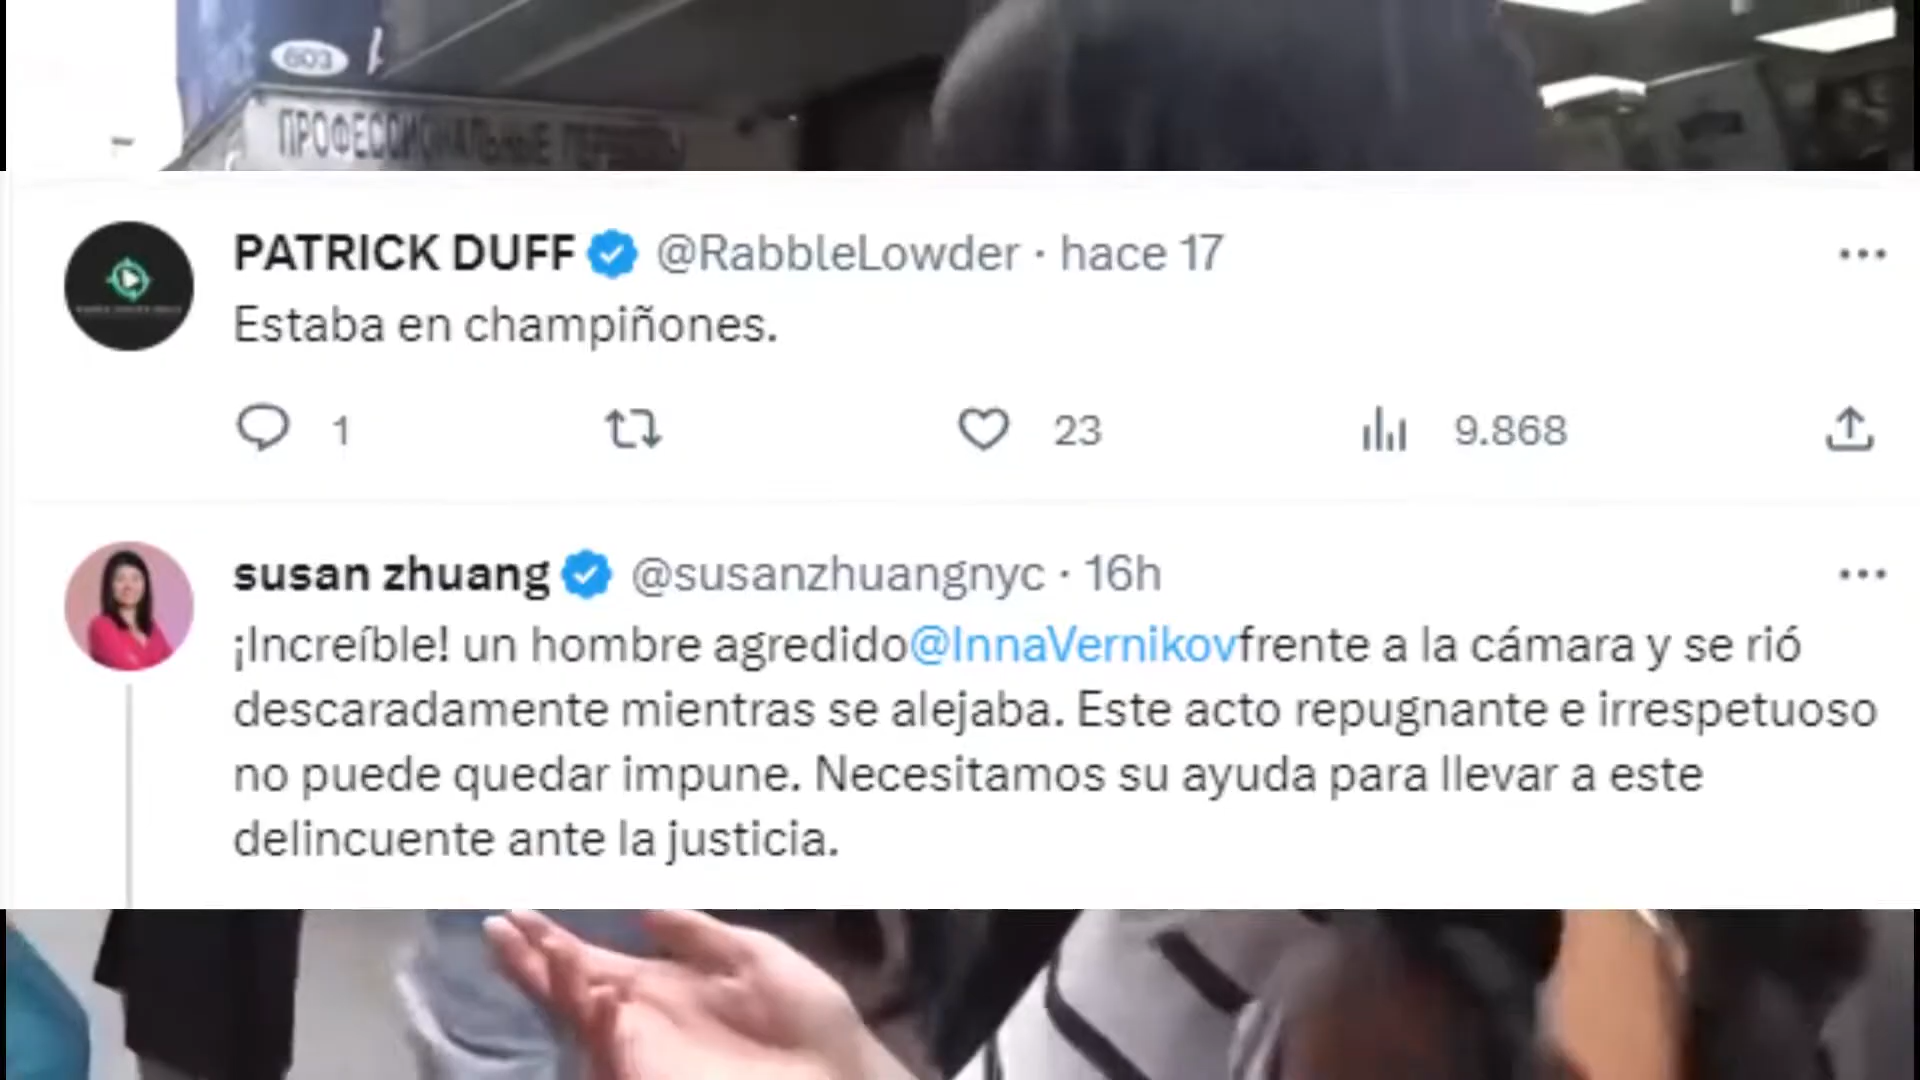 603
ПРОФЕССИОНАЛЬНЫЕ
PATRICK DUFF @RabbleLowder · hace 17
Estaba en champiñones.
1 23 9.868
susan zhuang @susanzhuangnyc · 16h
¡Increíble! un hombre agredido@InnaVernikovfrente a la cámara y se rió
descaradamente mientras se alejaba. Este acto repugnante e irrespetuoso
no puede quedar impune. Necesitamos su ayuda para llevar a este
delincuente ante la justicia.